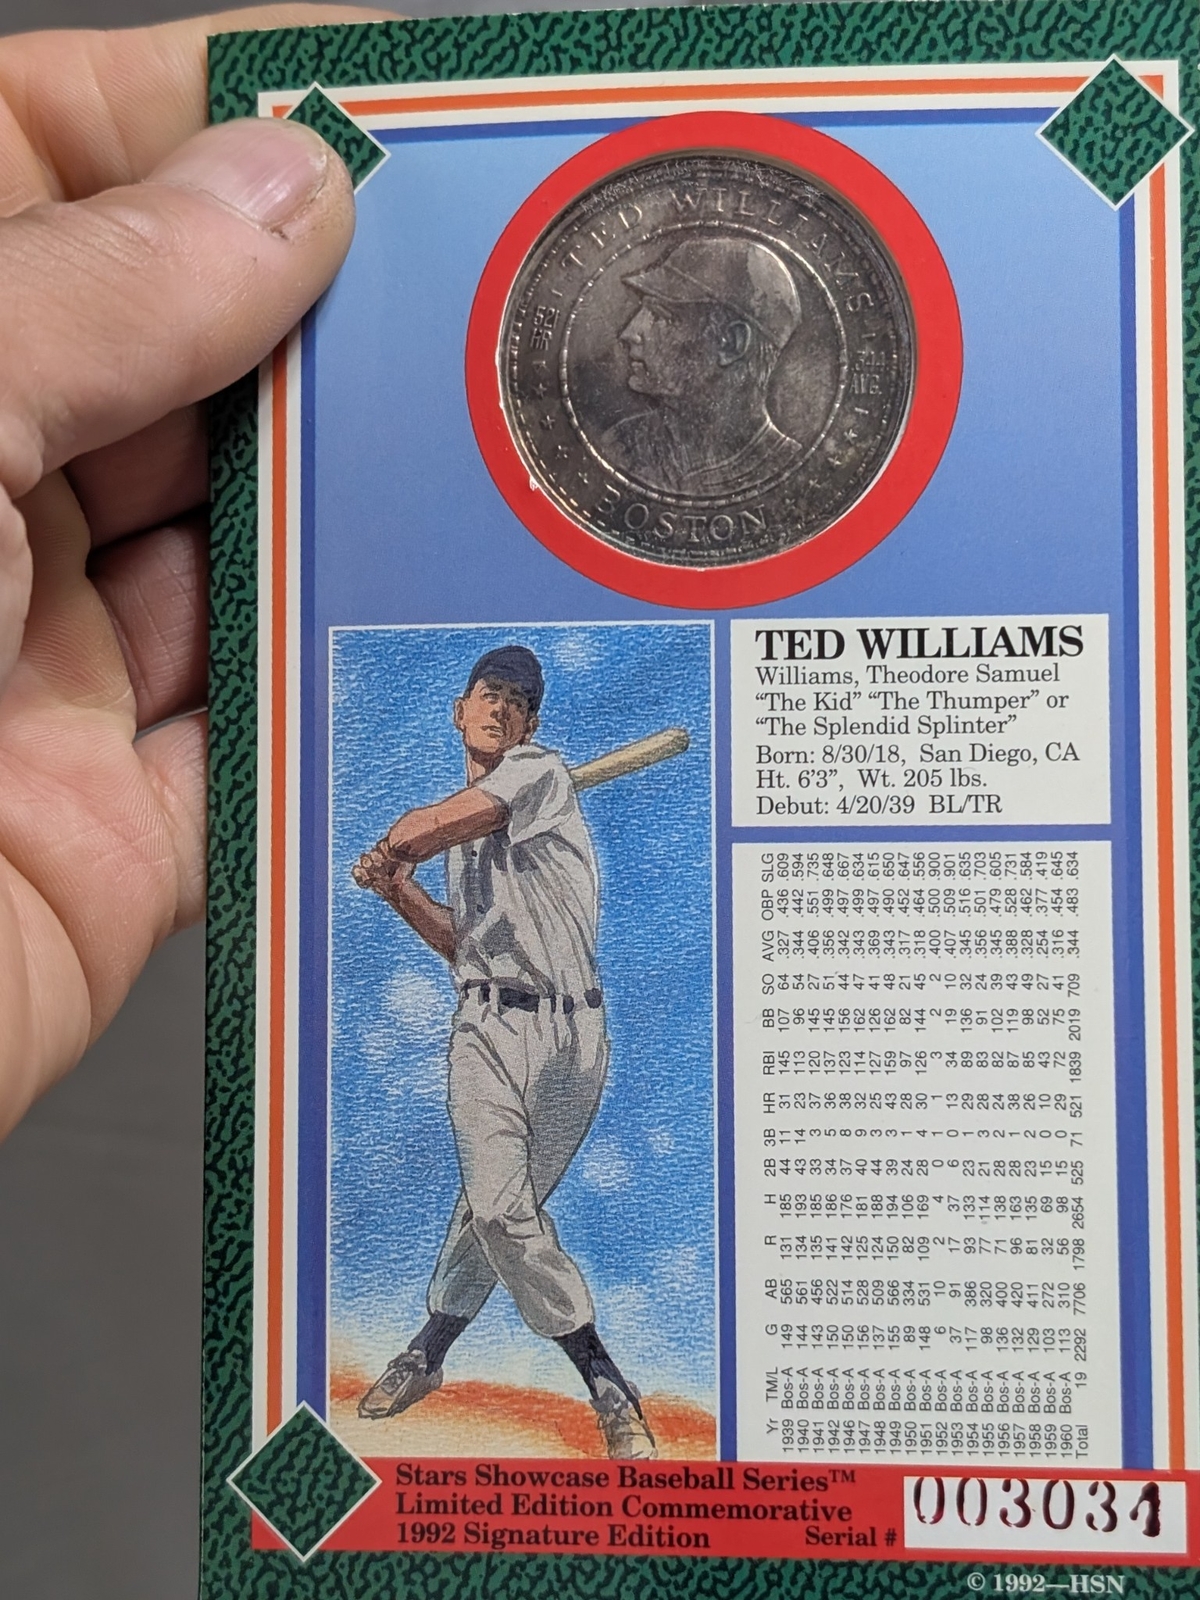 TED WILLIAMS
521
HR
.344
AVG.
BOSTON
TED WILLIAMS
Williams, Theodore Samuel
“The Kid” “The Thumper” or
“The Splendid Splinter”
Born: 8/30/18, San Diego, CA
Ht. 6’3”, Wt. 205 lbs.
Debut: 4/20/39 BL/TR
Yr TM/L G AB R H 2B 3B HR RBI BB SO AVG OBP SLG
1939 Bos-A 149 565 131 185 44 11 31 145 107 64 .327 .436 .609
1940 Bos-A 144 561 134 193 43 14 23 113 96 54 .344 .442 .594
1941 Bos-A 143 456 135 185 33 3 37 120 145 27 .406 .551 .735
1942 Bos-A 150 522 141 186 34 5 36 137 145 51 .356 .499 .648
1946 Bos-A 150 514 142 176 37 8 38 123 156 44 .342 .497 .667
1947 Bos-A 156 528 125 181 40 9 32 114 162 47 .343 .499 .634
1948 Bos-A 137 509 124 188 44 3 25 127 126 41 .369 .497 .615
1949 Bos-A 155 566 150 194 39 3 43 159 162 48 .343 .490 .650
1950 Bos-A 89 334 82 106 24 1 28 97 82 21 .317 .452 .647
1951 Bos-A 148 531 109 169 28 4 30 126 144 45 .318 .464 .556
1952 Bos-A 6 10 2 4 0 1 1 3 2 2 .400 .500 .900
1953 Bos-A 37 91 17 37 6 0 13 34 19 10 .407 .509 .901
1954 Bos-A 117 386 93 133 23 1 29 89 136 32 .345 .516 .635
1955 Bos-A 98 320 77 114 21 3 28 83 91 24 .356 .501 .703
1956 Bos-A 136 400 71 138 28 2 24 82 102 39 .345 .479 .605
1957 Bos-A 132 420 96 163 28 1 38 87 119 43 .388 .528 .731
1958 Bos-A 129 411 81 135 23 2 26 85 98 49 .328 .462 .584
1959 Bos-A 103 272 32 69 15 0 10 43 52 27 .254 .377 .419
1960 Bos-A 113 310 56 98 15 0 29 72 75 41 .316 .454 .645
Total 19 2292 7706 1798 2654 525 71 521 1839 2019 709 .344 .483 .634
Stars Showcase Baseball Series™
Limited Edition Commemorative
1992 Signature Edition Serial # 003031
© 1992—HSN